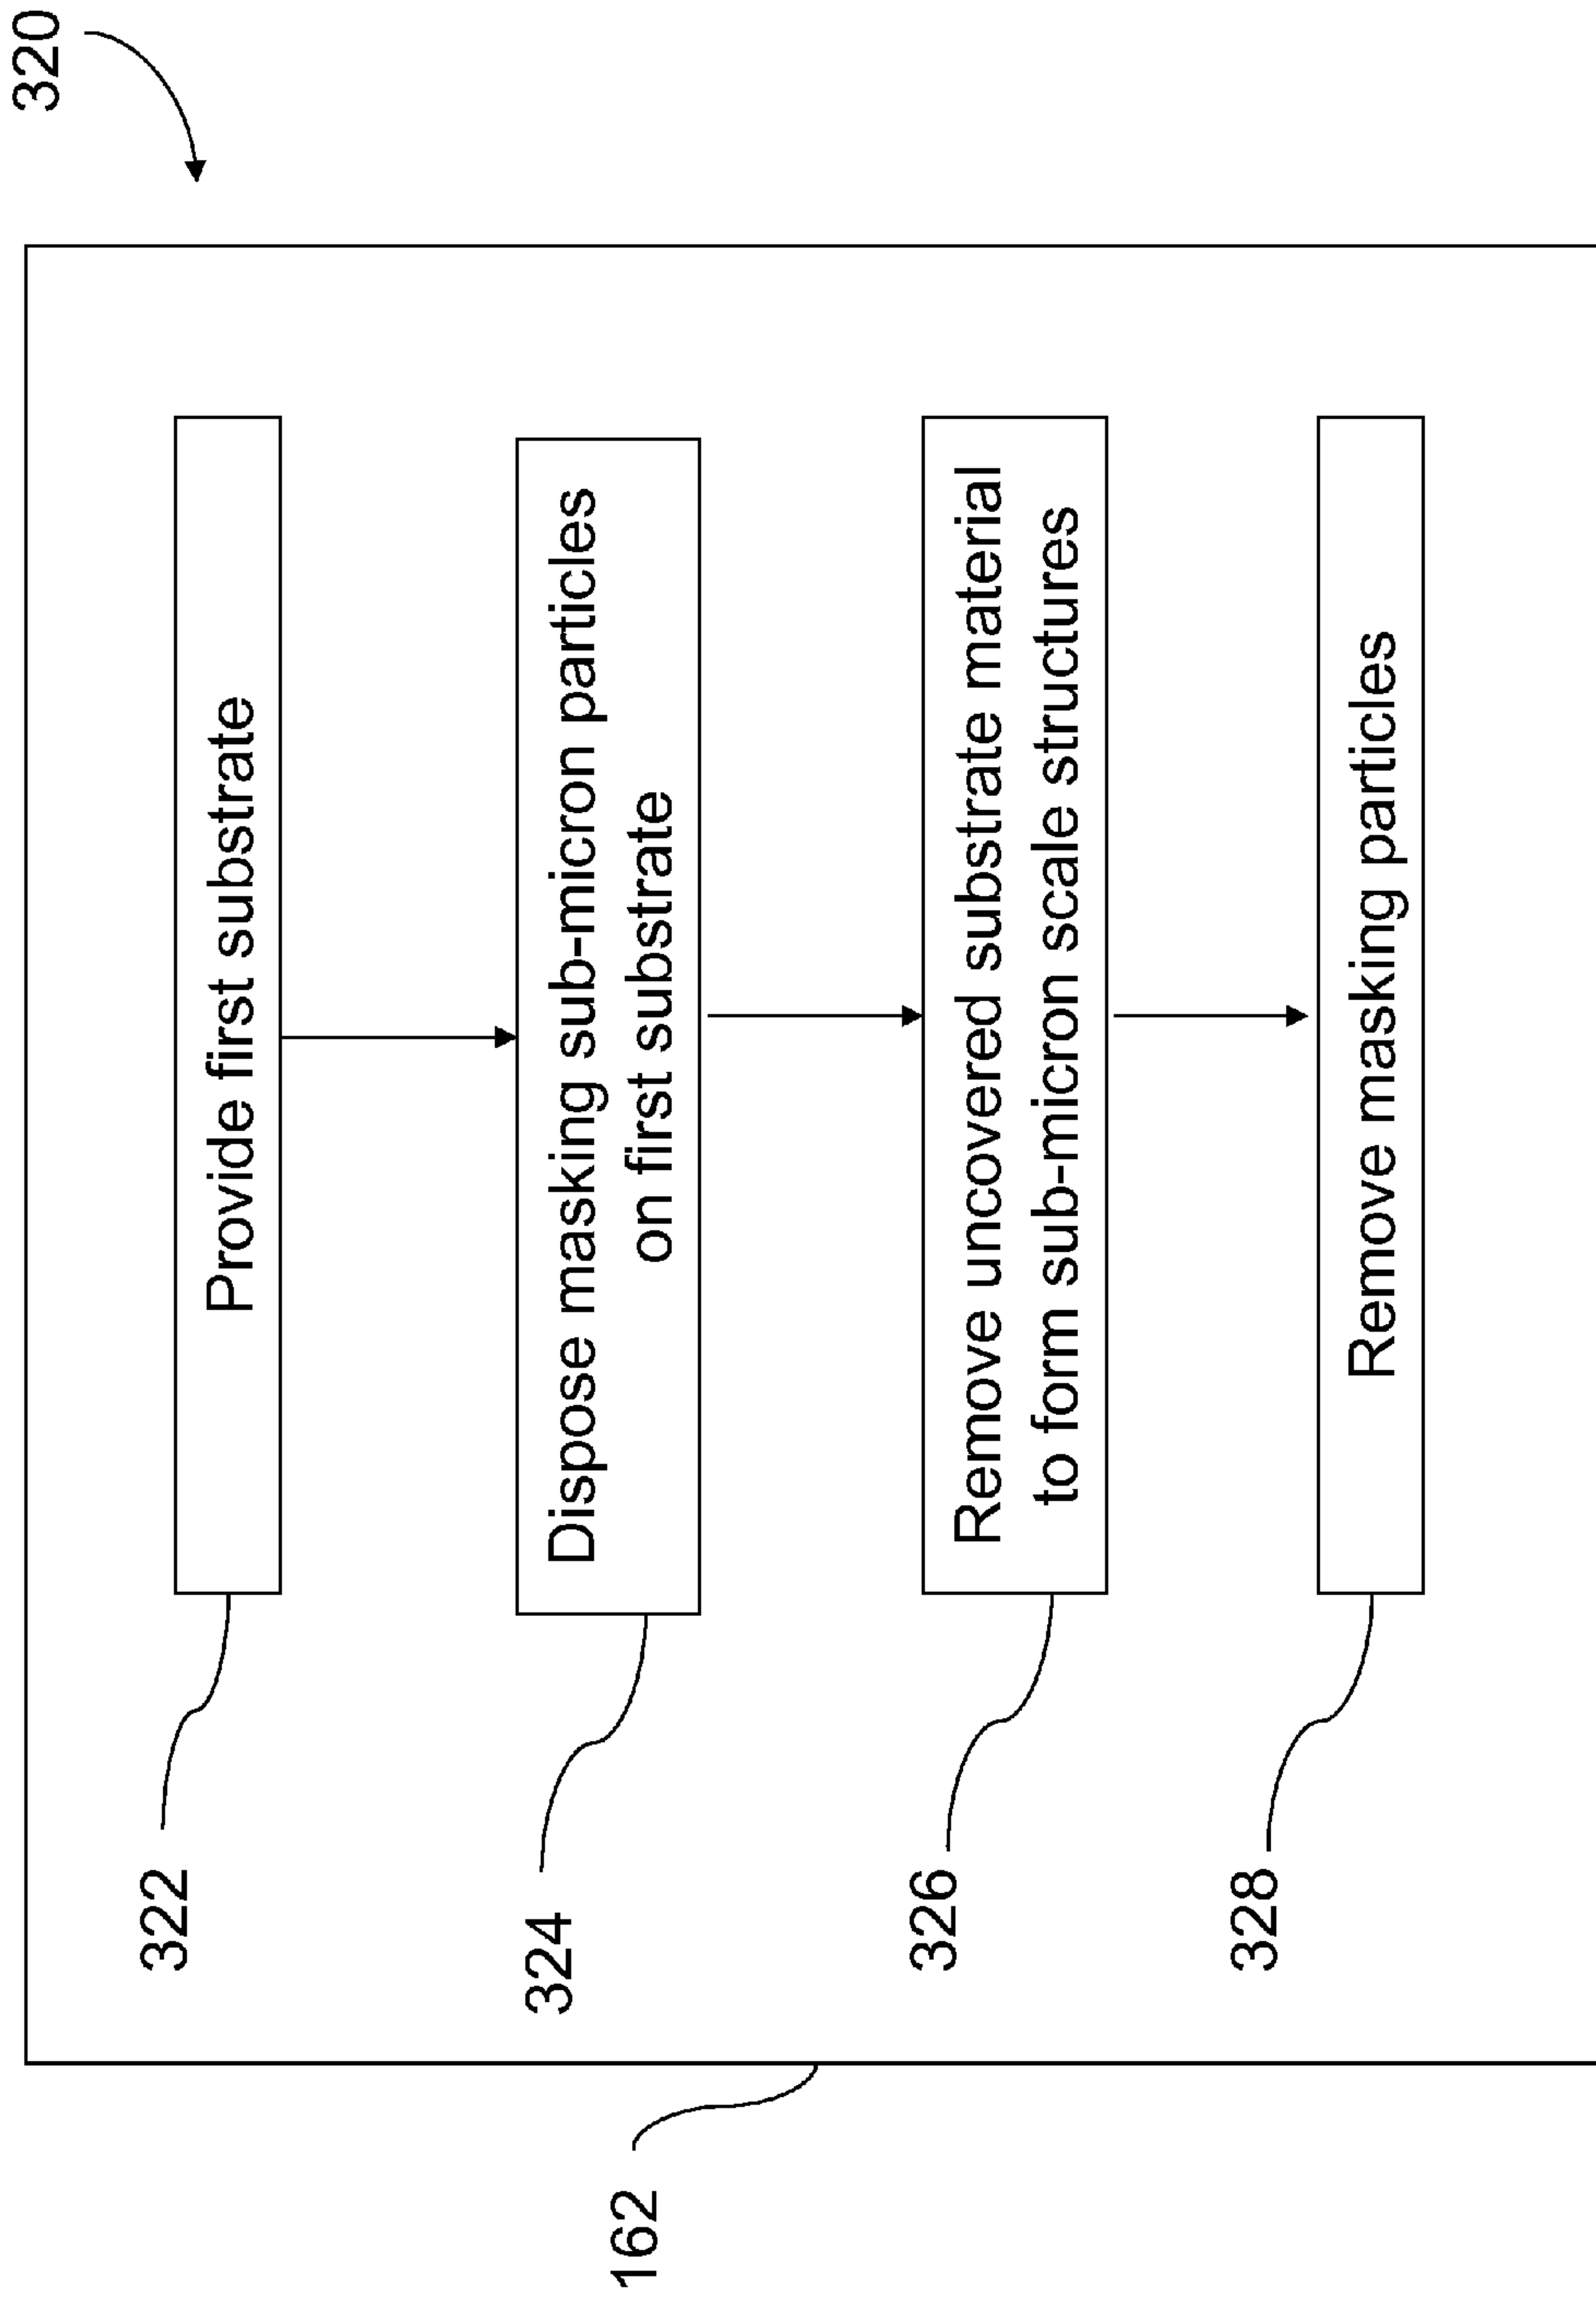 320
322
Provide first substrate
324
Dispose masking sub-micron particles
on first substrate
162
326
Remove uncovered substrate material
to form sub-micron scale structures
328
Remove masking particles